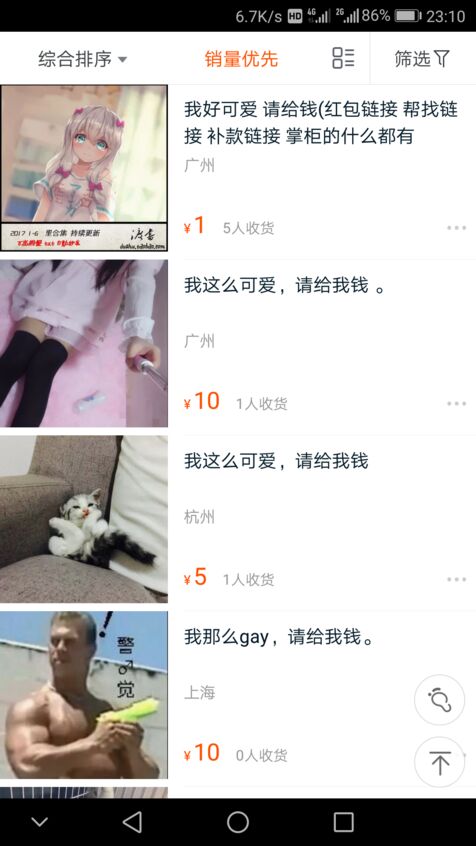 6.7K/s HD 4G 2G 86% 23:10
综合排序 销量优先 筛选
我好可爱 请给钱(红包链接 帮找链
接 补款链接 掌柜的什么都有
广州
¥1 5人收货
2017 1-6 里合集 持续更新
我这么可爱，请给我钱 。
广州
¥10 1人收货
我这么可爱，请给我钱
杭州
¥5 1人收货
!
警
♂
觉
我那么gay，请给我钱。
上海
¥10 0人收货